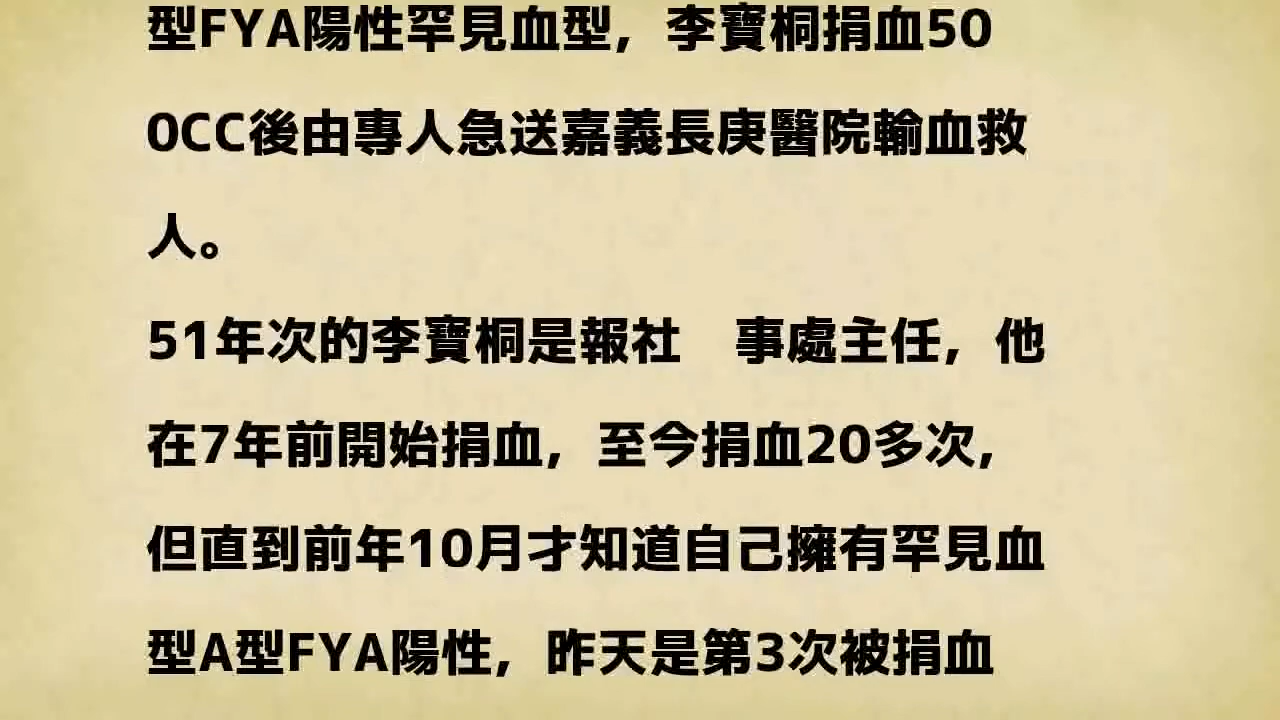 型FYA陽性罕見血型，李寶桐捐血50
0CC後由專人急送嘉義長庚醫院輸血救
人。
51年次的李寶桐是報社　事處主任，他
在7年前開始捐血，至今捐血20多次，
但直到前年10月才知道自己擁有罕見血
型A型FYA陽性，昨天是第3次被捐血